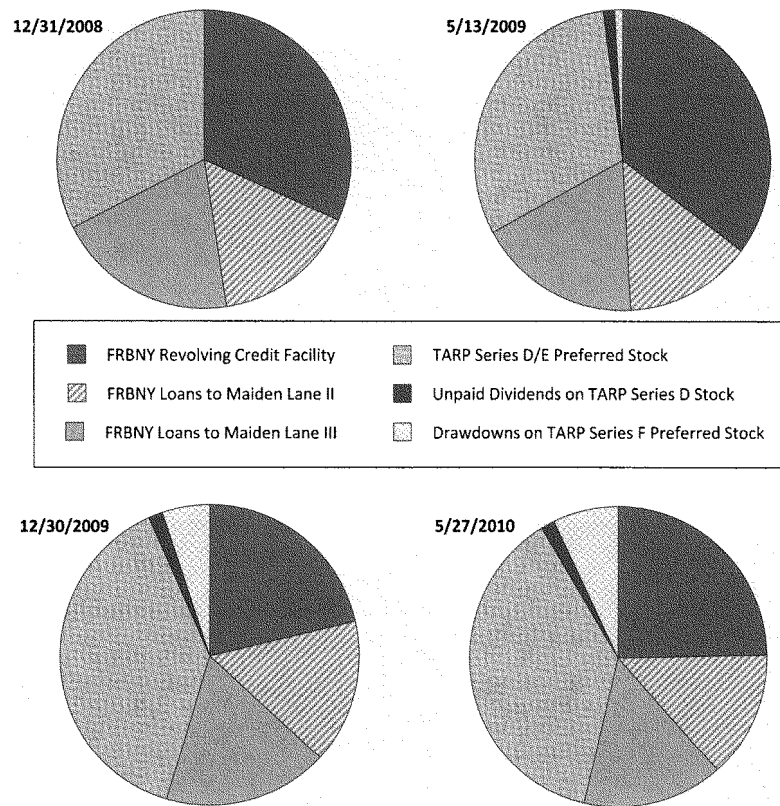 12/31/2008
5/13/2009
FRBNY Revolving Credit Facility
TARP Series D/E Preferred Stock
FRBNY Loans to Maiden Lane II
Unpaid Dividends on TARP Series D Stock
FRBNY Loans to Maiden Lane III
Drawdowns on TARP Series F Preferred Stock
12/30/2009
5/27/2010